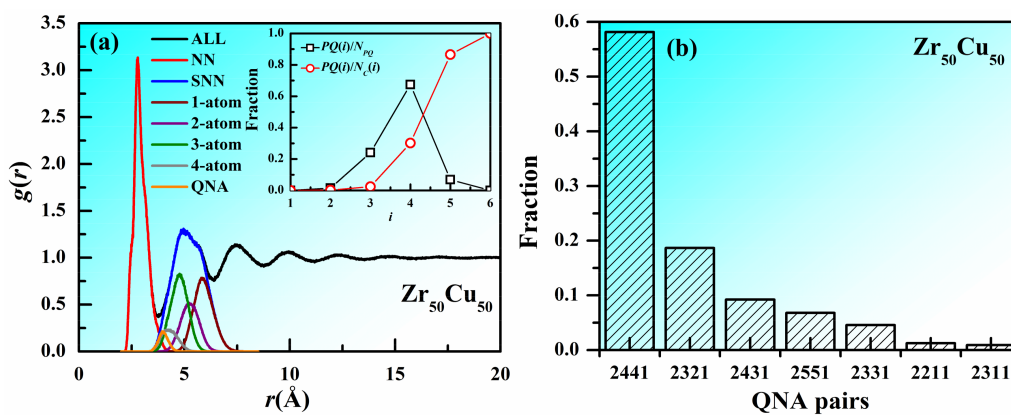 (a)
ALL
NN
SNN
1-atom
2-atom
3-atom
4-atom
QNA
3.5
3.0
2.5
2.0
1.5
1.0
0.5
0.0
g(r)
0
5
10
15
20
r(Å)
Zr50Cu50
PQ(i)/NPQ
PQ(i)/NC(i)
1.0
0.8
0.6
0.4
0.2
0.0
Fraction
1 2 3 4 5 6
i
(b)
Zr50Cu50
0.6
0.5
0.4
0.3
0.2
0.1
0.0
Fraction
2441 2321 2431 2551 2331 2211 2311
QNA pairs